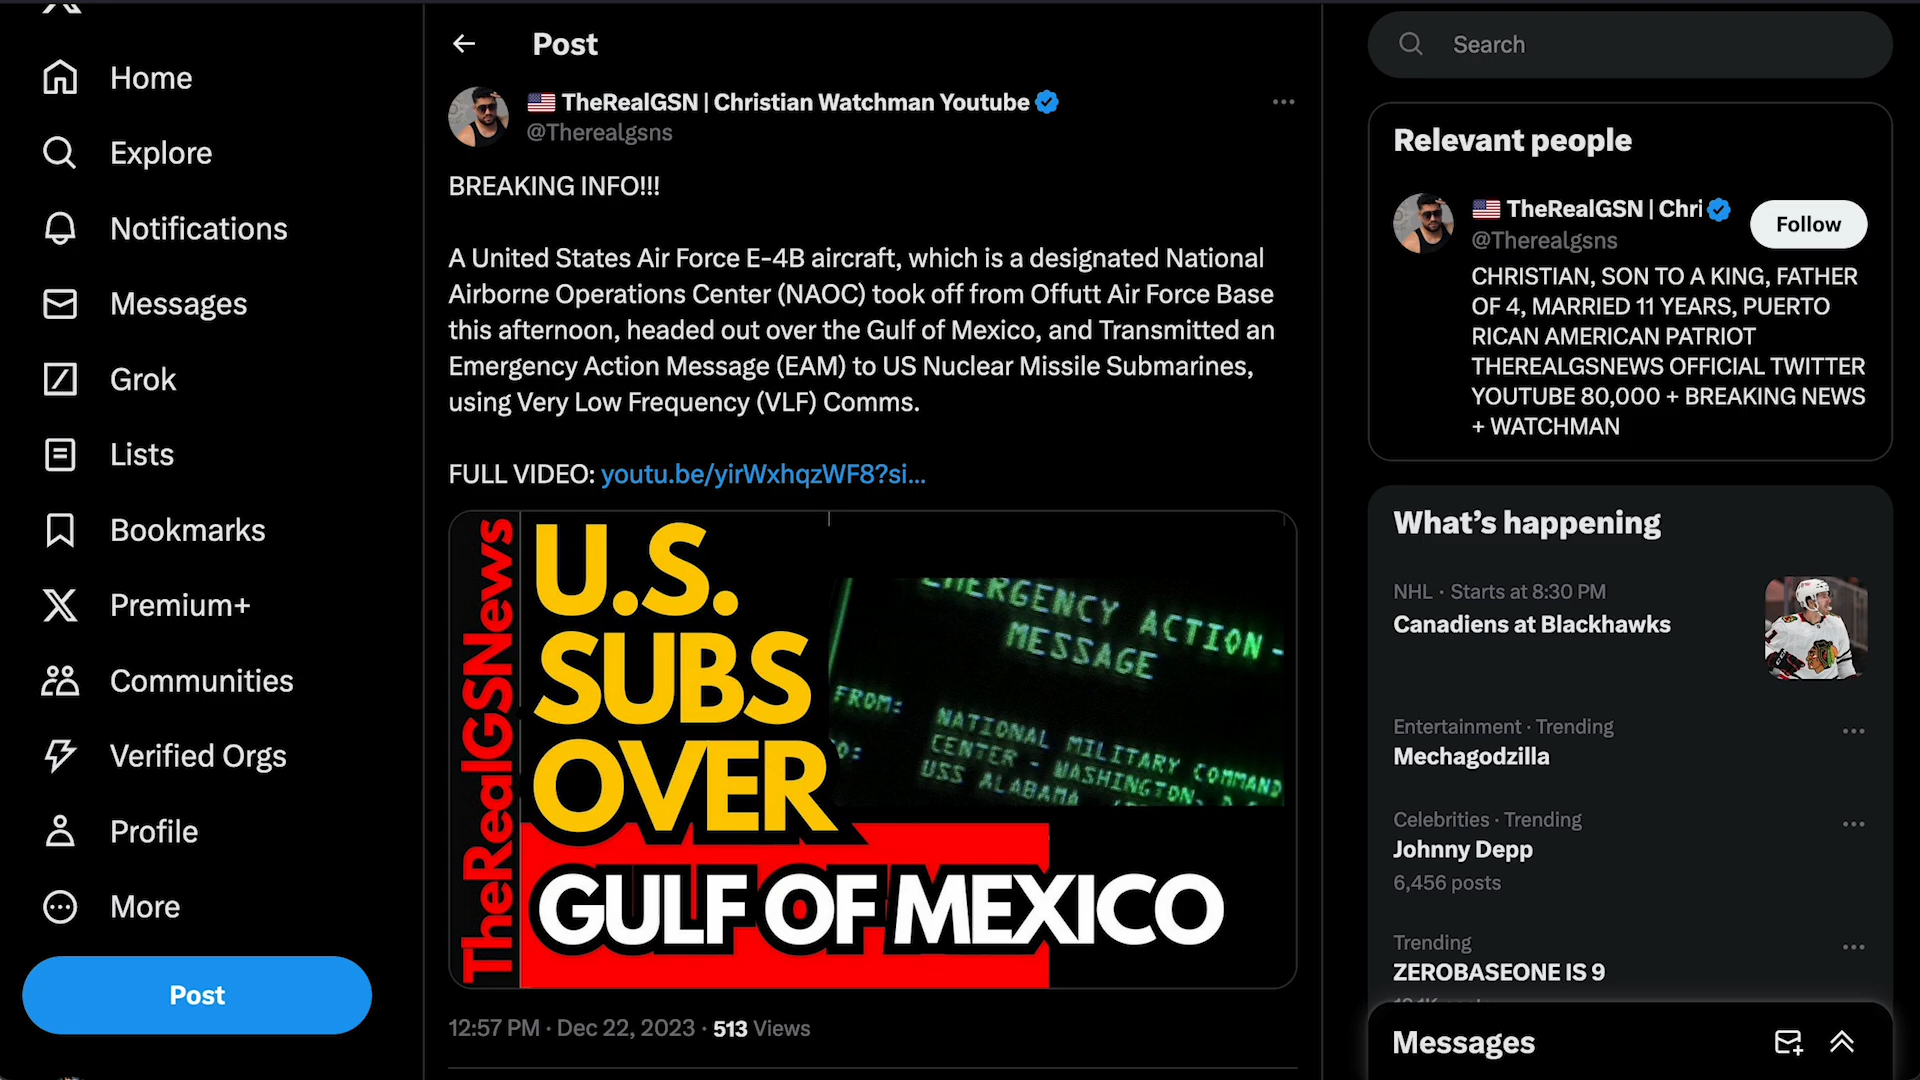 Home
Explore
Notifications
Messages
Grok
Lists
Bookmarks
Premium+
Communities
Verified Orgs
Profile
More
Post
Post
TheRealGSN | Christian Watchman Youtube
@Therealgsns
BREAKING INFO!!!
A United States Air Force E-4B aircraft, which is a designated National
Airborne Operations Center (NAOC) took off from Offutt Air Force Base
this afternoon, headed out over the Gulf of Mexico, and Transmitted an
Emergency Action Message (EAM) to US Nuclear Missile Submarines,
using Very Low Frequency (VLF) Comms.
FULL VIDEO: youtu.be/yirWxhqzWF8?si...
TheRealGSNews
U.S.
SUBS
OVER
GULF OF MEXICO
EMERGENCY ACTION-
MESSAGE
FROM: NATIONAL MILITARY COMMAND
CENTER - WASHINGTON, D.C
USS ALABAMA
12:57 PM · Dec 22, 2023 · 513 Views
Search
Relevant people
TheRealGSN | Chri
@Therealgsns
Follow
CHRISTIAN, SON TO A KING, FATHER
OF 4, MARRIED 11 YEARS, PUERTO
RICAN AMERICAN PATRIOT
THEREALGSNEWS OFFICIAL TWITTER
YOUTUBE 80,000 + BREAKING NEWS
+ WATCHMAN
What's happening
NHL · Starts at 8:30 PM
Canadiens at Blackhawks
Entertainment · Trending
Mechagodzilla
Celebrities · Trending
Johnny Depp
6,456 posts
Trending
ZEROBASEONE IS 9
Messages